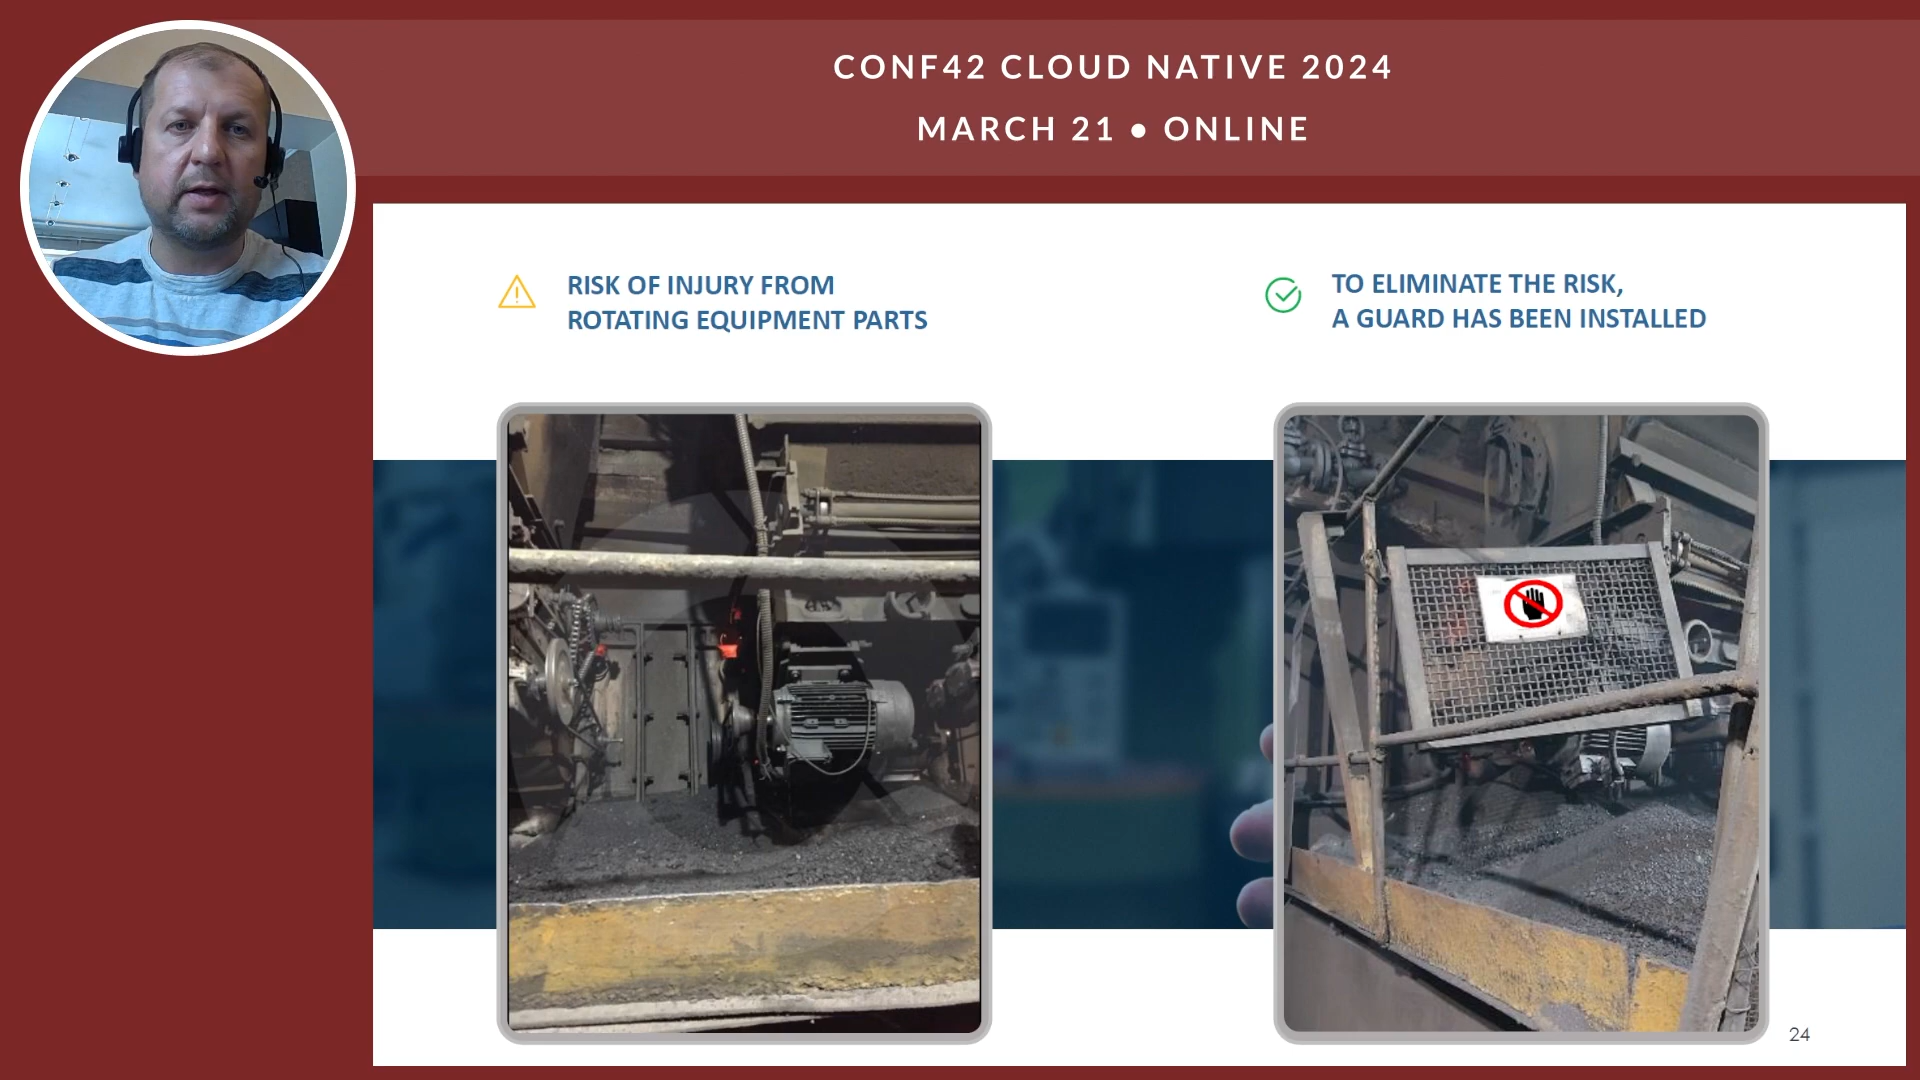 CONF42 CLOUD NATIVE 2024
MARCH 21 • ONLINE
RISK OF INJURY FROM
ROTATING EQUIPMENT PARTS
TO ELIMINATE THE RISK,
A GUARD HAS BEEN INSTALLED
24